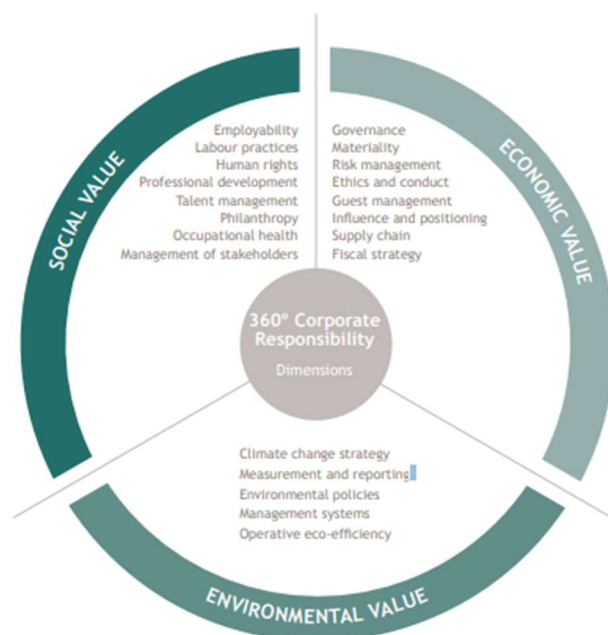 SOCIAL VALUE
Employability
Labour practices
Human rights
Professional development
Talent management
Philanthropy
Occupational health
Management of stakeholders
ECONOMIC VALUE
Governance
Materiality
Risk management
Ethics and conduct
Guest management
Influence and positioning
Supply chain
Fiscal strategy
360º Corporate
Responsibility
Dimensions
Climate change strategy
Measurement and reporting
Environmental policies
Management systems
Operative eco-efficiency
ENVIRONMENTAL VALUE